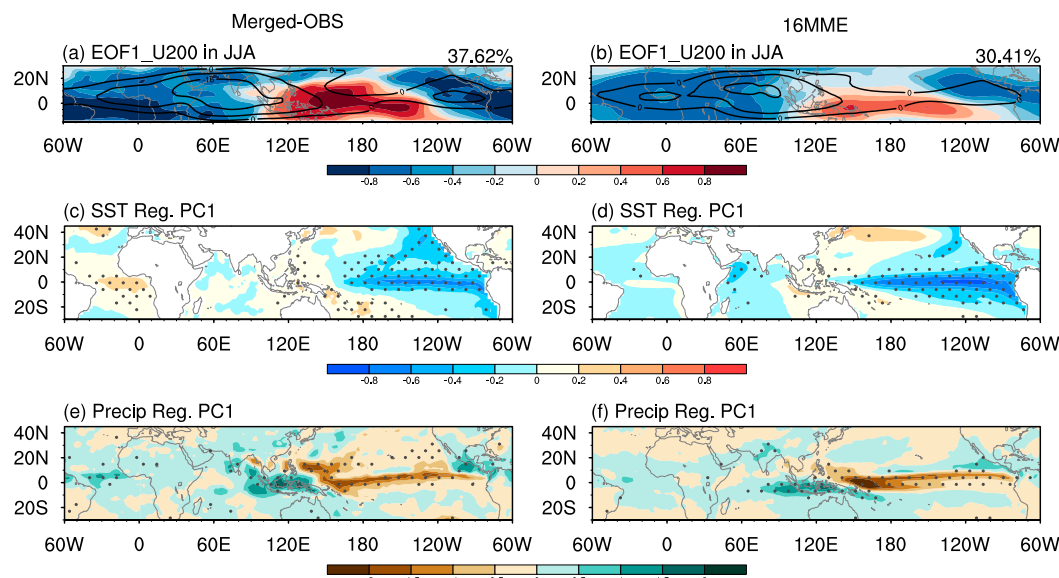 Merged-OBS 16MME
(a) EOF1_U200 in JJA 37.62% (b) EOF1_U200 in JJA 30.41%
20N 20N
0 0
60W 0 60E 120E 180 120W 60W 60W 0 60E 120E 180 120W 60W
-0.8 -0.6 -0.4 -0.2 0 0.2 0.4 0.6 0.8
(c) SST Reg. PC1 (d) SST Reg. PC1
40N 40N
20N 20N
0 0
20S 20S
60W 0 60E 120E 180 120W 60W 60W 0 60E 120E 180 120W 60W
-0.8 -0.6 -0.4 -0.2 0 0.2 0.4 0.6 0.8
(e) Precip Reg. PC1 (f) Precip Reg. PC1
40N 40N
20N 20N
0 0
20S 20S
60W 0 60E 120E 180 120W 60W 60W 0 60E 120E 180 120W 60W